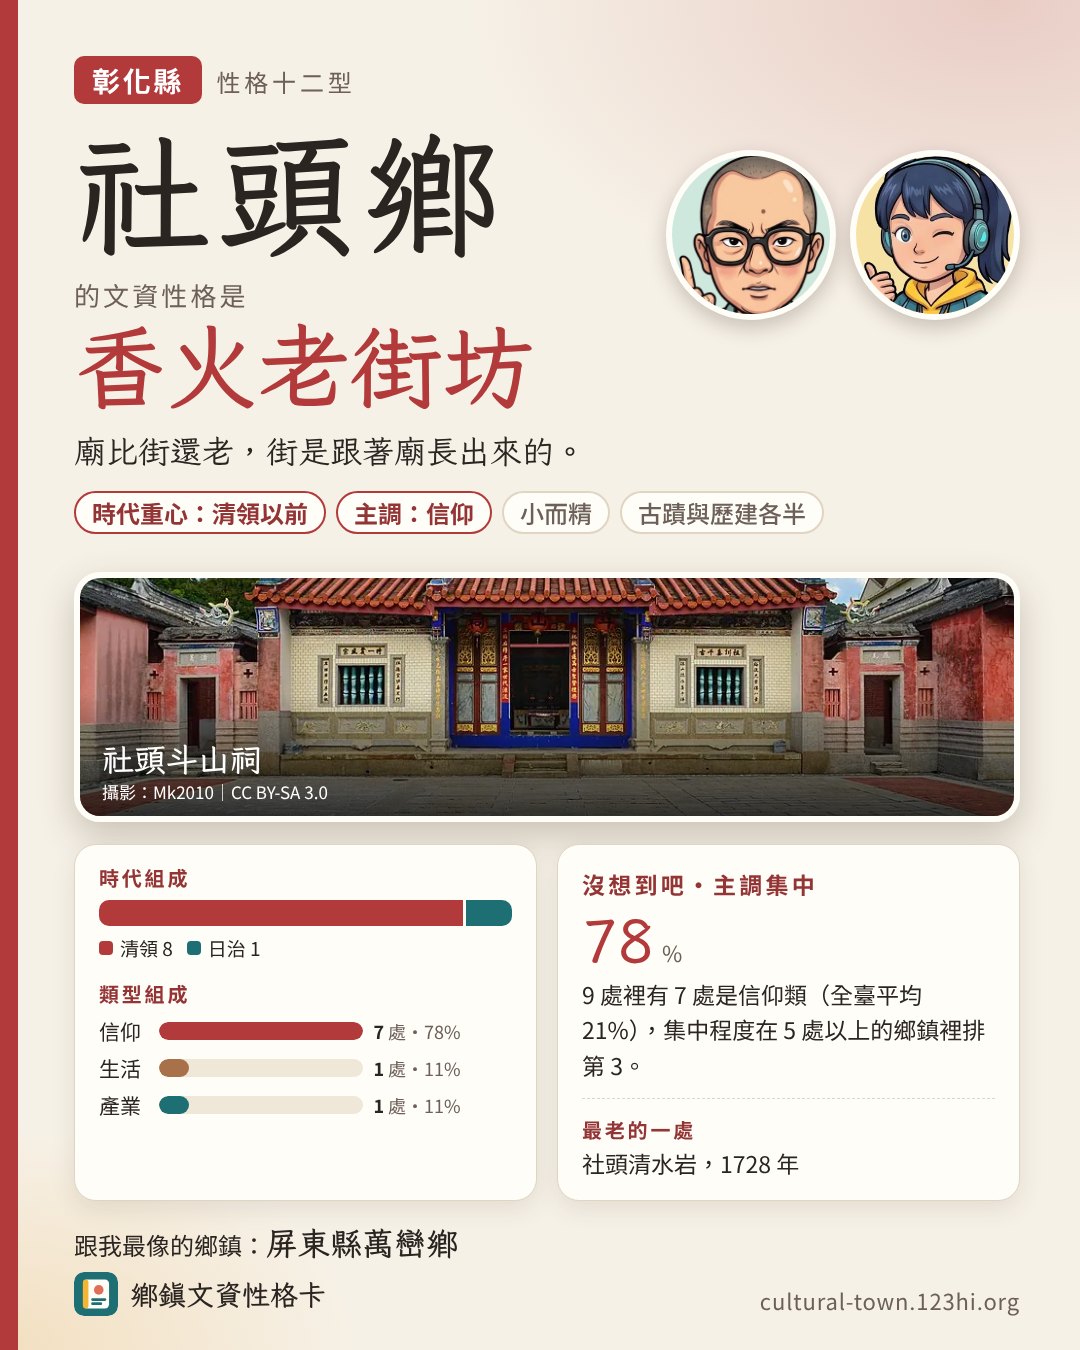 彰化縣 性格十二型
社頭鄉
的文資性格是
香火老街坊
廟比街還老，街是跟著廟長出來的。
時代重心：清領以前 主調：信仰 小而精 古蹟與歷建各半
社頭斗山祠
攝影：Mk2010｜CC BY-SA 3.0
時代組成
清領 8 日治 1
類型組成
信仰 7 處・78%
生活 1 處・11%
產業 1 處・11%
沒想到吧・主調集中
78 %
9 處裡有 7 處是信仰類（全臺平均
21%），集中程度在 5 處以上的鄉鎮裡排
第 3。
最老的一處
社頭清水岩，1728 年
跟我最像的鄉鎮：屏東縣萬巒鄉
鄉鎮文資性格卡
cultural-town.123hi.org